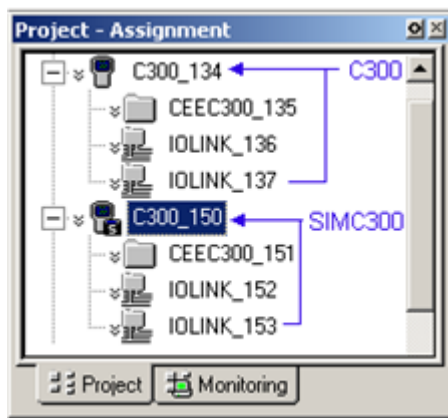 Project - Assignment
C300_134 C300
CEEC300_135
IOLINK_136
IOLINK_137
C300_150 SIMC300
CEEC300_151
IOLINK_152
IOLINK_153
Project Monitoring